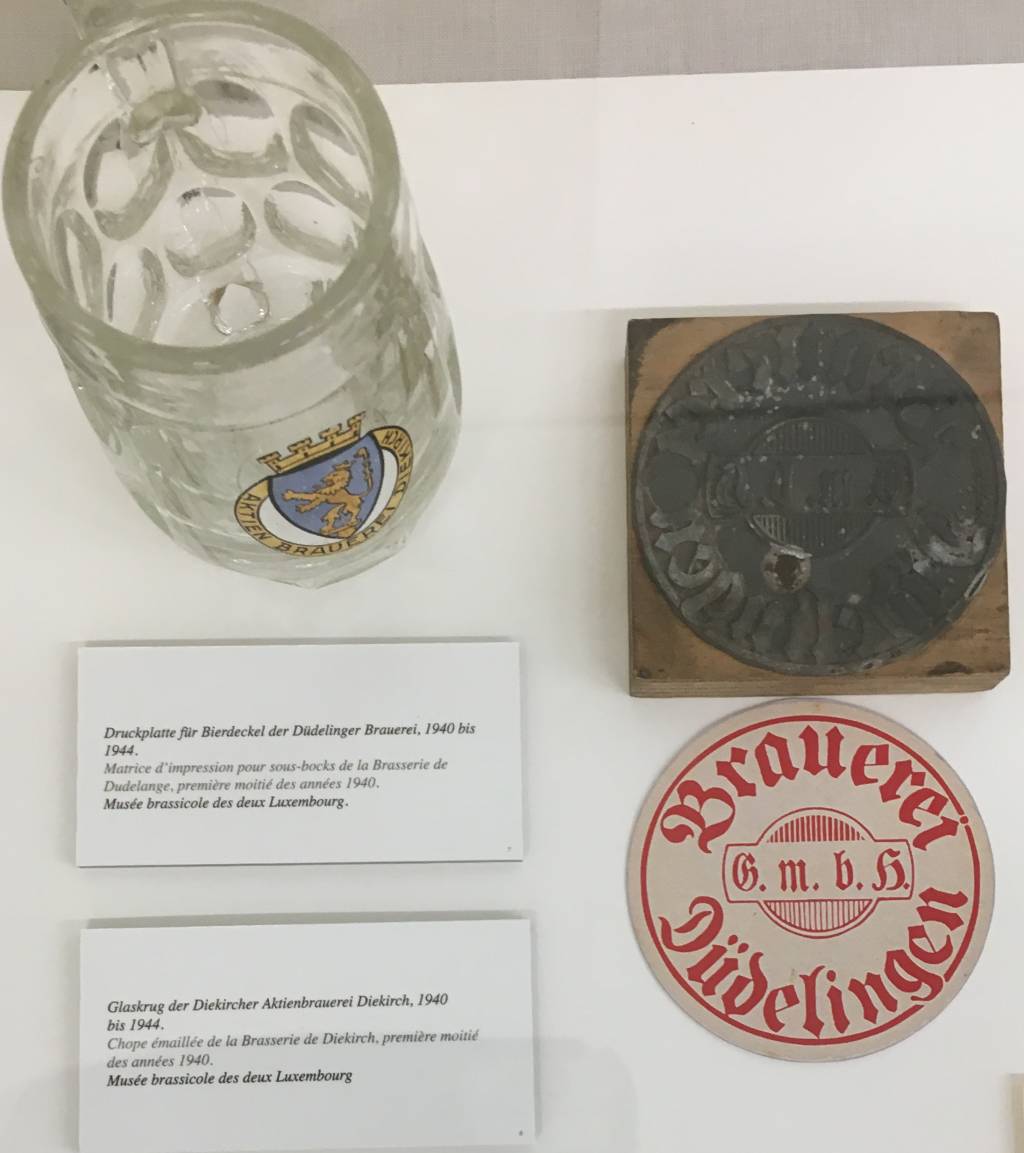 AKTIEN BRAUEREI DIEKIRCH
Druckplatte für Bierdeckel der Düdelinger Brauerei, 1940 bis
1944.
Matrice d'impression pour sous-bocks de la Brasserie de
Dudelange, première moitié des années 1940.
Musée brassicole des deux Luxembourg.
7
Brauerei
G. m. b. H.
Düdelingen
Glaskrug der Diekircher Aktienbrauerei Diekirch, 1940
bis 1944.
Chope émaillée de la Brasserie de Diekirch, première moitié
des années 1940.
Musée brassicole des deux Luxembourg